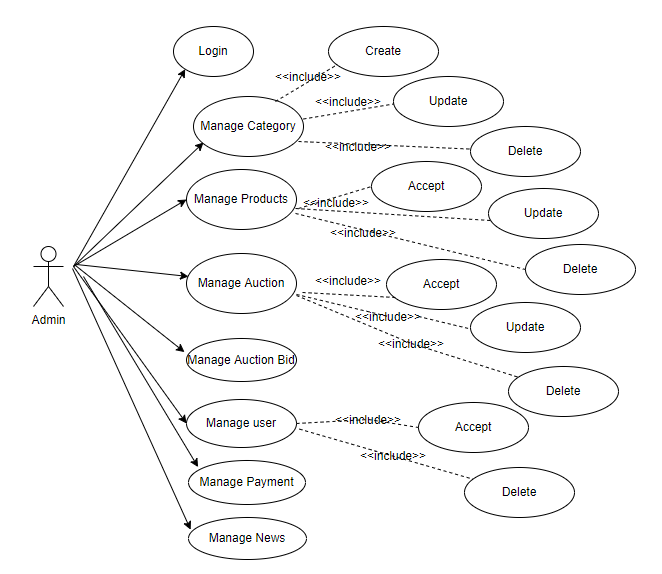 Login
Create
<<include>>
Update
<<include>>
Manage Category
<<include>>
Delete
Accept
Manage Products
<<include>>
Update
<<include>>
Delete
Manage Auction
<<include>>
Accept
<<include>>
Update
<<include>>
Admin
Manage Auction Bid
Delete
Manage user
<<include>>
Accept
<<include>>
Manage Payment
Delete
Manage News